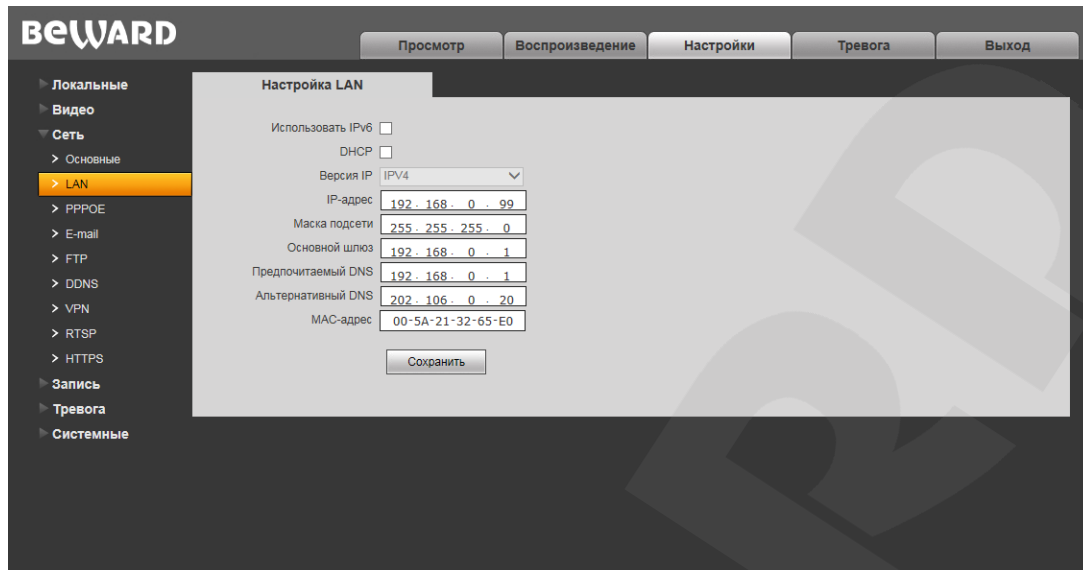 BEWARD
Просмотр Воспроизведение Настройки Тревога Выход
Локальные
Видео
Сеть
> Основные
> LAN
> PPPOE
> E-mail
> FTP
> DDNS
> VPN
> RTSP
> HTTPS
Запись
Тревога
Системные
Настройка LAN
Использовать IPv6
DHCP
Версия IP IPV4
IP-адрес 192 . 168 . 0 . 99
Маска подсети 255 . 255 . 255 . 0
Основной шлюз 192 . 168 . 0 . 1
Предпочитаемый DNS 192 . 168 . 0 . 1
Альтернативный DNS 202 . 106 . 0 . 20
MAC-адрес 00-5A-21-32-65-E0
Сохранить